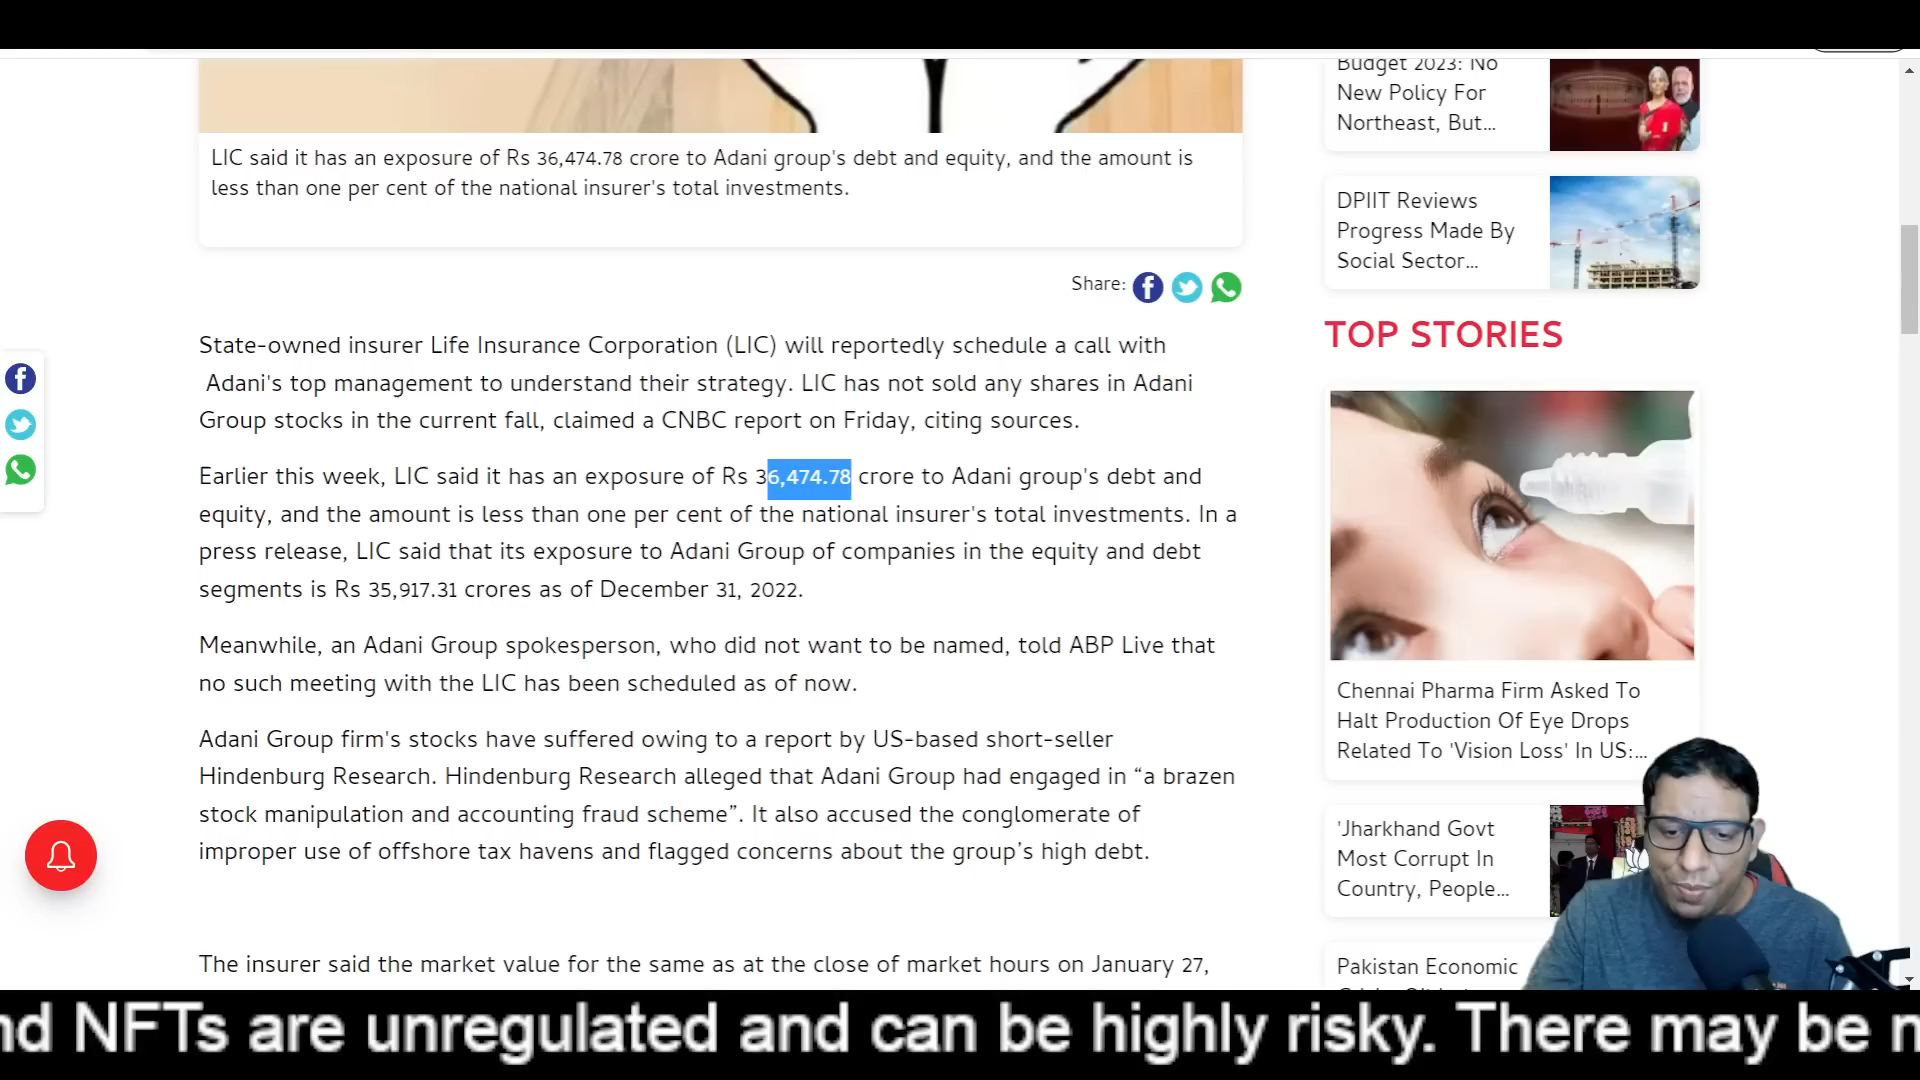 LIC said it has an exposure of Rs 36,474.78 crore to Adani group's debt and equity, and the amount is
less than one per cent of the national insurer's total investments.
Share:
State-owned insurer Life Insurance Corporation (LIC) will reportedly schedule a call with
Adani's top management to understand their strategy. LIC has not sold any shares in Adani
Group stocks in the current fall, claimed a CNBC report on Friday, citing sources.
Earlier this week, LIC said it has an exposure of Rs 36,474.78 crore to Adani group's debt and
equity, and the amount is less than one per cent of the national insurer's total investments. In a
press release, LIC said that its exposure to Adani Group of companies in the equity and debt
segments is Rs 35,917.31 crores as of December 31, 2022.
Meanwhile, an Adani Group spokesperson, who did not want to be named, told ABP Live that
no such meeting with the LIC has been scheduled as of now.
Adani Group firm's stocks have suffered owing to a report by US-based short-seller
Hindenburg Research. Hindenburg Research alleged that Adani Group had engaged in “a brazen
stock manipulation and accounting fraud scheme”. It also accused the conglomerate of
improper use of offshore tax havens and flagged concerns about the group’s high debt.
The insurer said the market value for the same as at the close of market hours on January 27,
Budget 2023: No
New Policy For
Northeast, But...
DPIIT Reviews
Progress Made By
Social Sector...
TOP STORIES
Chennai Pharma Firm Asked To
Halt Production Of Eye Drops
Related To 'Vision Loss' In US:...
'Jharkhand Govt
Most Corrupt In
Country, People...
Pakistan Economic
nd NFTs are unregulated and can be highly risky. There may be n